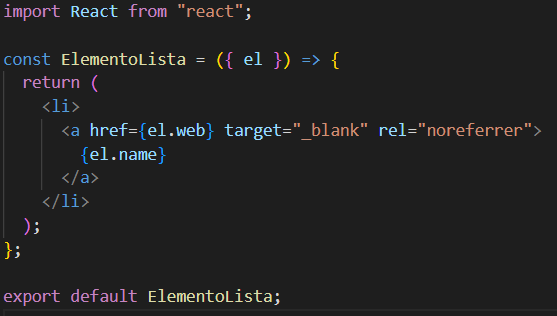 import React from "react";
const ElementoLista = ({ el }) => {
return (
<li>
<a href={el.web} target="_blank" rel="noreferrer">
{el.name}
</a>
</li>
);
};
export default ElementoLista;